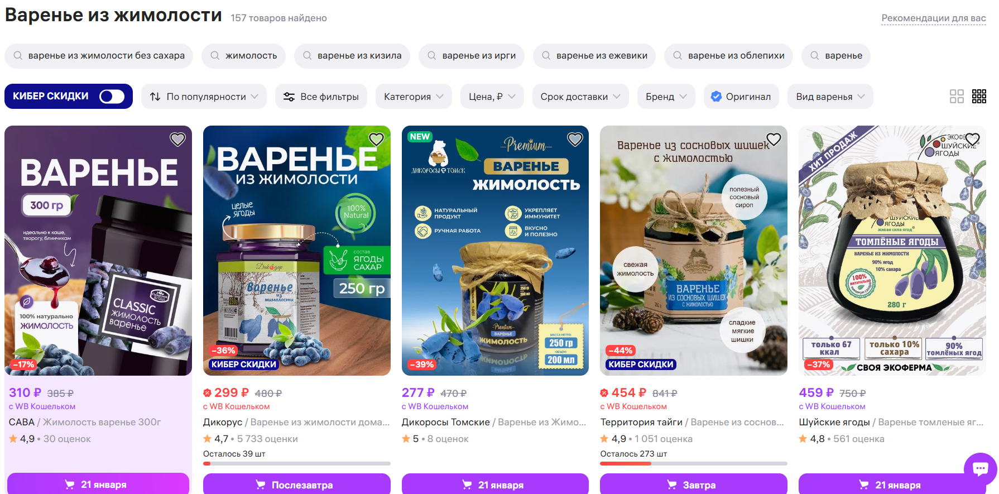 Варенье из жимолости 157 товаров найдено
Рекомендации для вас
варенье из жимолости без сахара
жимолость
варенье из кизила
варенье из ирги
варенье из ежевики
варенье из облепихи
варенье
КИБЕР СКИДКИ
По популярности
Все фильтры
Категория
Цена, ₽
Срок доставки
Бренд
Оригинал
Вид варенья
ВАРЕНЬЕ
300 гр
идеально к каше,
творогу, блинчикам
CLASSIC
ЖИМОЛОСТЬ
варенье
100% натурально
ЖИМОЛОСТЬ
−17%
310 ₽ 385 ₽
с WB Кошельком
САВА / Жимолость варенье 300г
4,9 • 30 оценок
21 января
ВАРЕНЬЕ
ИЗ ЖИМОЛОСТИ
целые
ягоды
100%
Natural
состав
ЯГОДЫ
САХАР
250 гр
Дикодар
Варенье
из жимолости
−36%
КИБЕР СКИДКИ
299 ₽ 480 ₽
с WB Кошельком
Дикорус / Варенье из жимолости дома...
4,7 • 5 733 оценки
Осталось 39 шт
Послезавтра
NEW
ДИКОРОСЫ ТОМСК
Premium
ВАРЕНЬЕ
ЖИМОЛОСТЬ
НАТУРАЛЬНЫЙ
ПРОДУКТ
УКРЕПЛЯЕТ
ИММУНИТЕТ
РУЧНАЯ РАБОТА
ВКУСНО
И ПОЛЕЗНО
Premium
ВАРЕНЬЕ
ЖИМОЛОСТЬ
МАССА НЕТТО:
250 гр
ОБЪЕМ:
200 мл
−39%
277 ₽ 470 ₽
с WB Кошельком
Дикоросы Томские / Варенье из Жимо...
5 • 8 оценок
21 января
Варенье из сосновых шишек
с жимолостью
полезный
сосновый
сироп
свежая
жимолость
ВАРЕНЬЕ
ИЗ СОСНОВЫХ ШИШЕК
С ЖИМОЛОСТЬЮ
сладкие
мягкие
шишки
−44%
КИБЕР СКИДКИ
454 ₽ 841 ₽
с WB Кошельком
Территория тайги / Варенье из соснов...
4,9 • 1 051 оценка
Осталось 273 шт
Завтра
ХИТ ПРОДАЖ
ЭКОФЕРМА
ШУЙСКИЕ
ЯГОДЫ
ШУЙСКИЕ
ЯГОДЫ
живая сила ягод
ТОМЛЁНЫЕ ЯГОДЫ
ВАРЕНЬЕ ИЗ ЖИМОЛОСТИ
90% ягод
10% сахара
100%
НАТУРАЛЬНО
280 г
только 67
ккал
только 10%
сахара
90%
томлёных ягод
−37%
СВОЯ ЭКОФЕРМА
459 ₽ 750 ₽
с WB Кошельком
Шуйские ягоды / Варенье томленые яг...
4,8 • 561 оценка
21 января